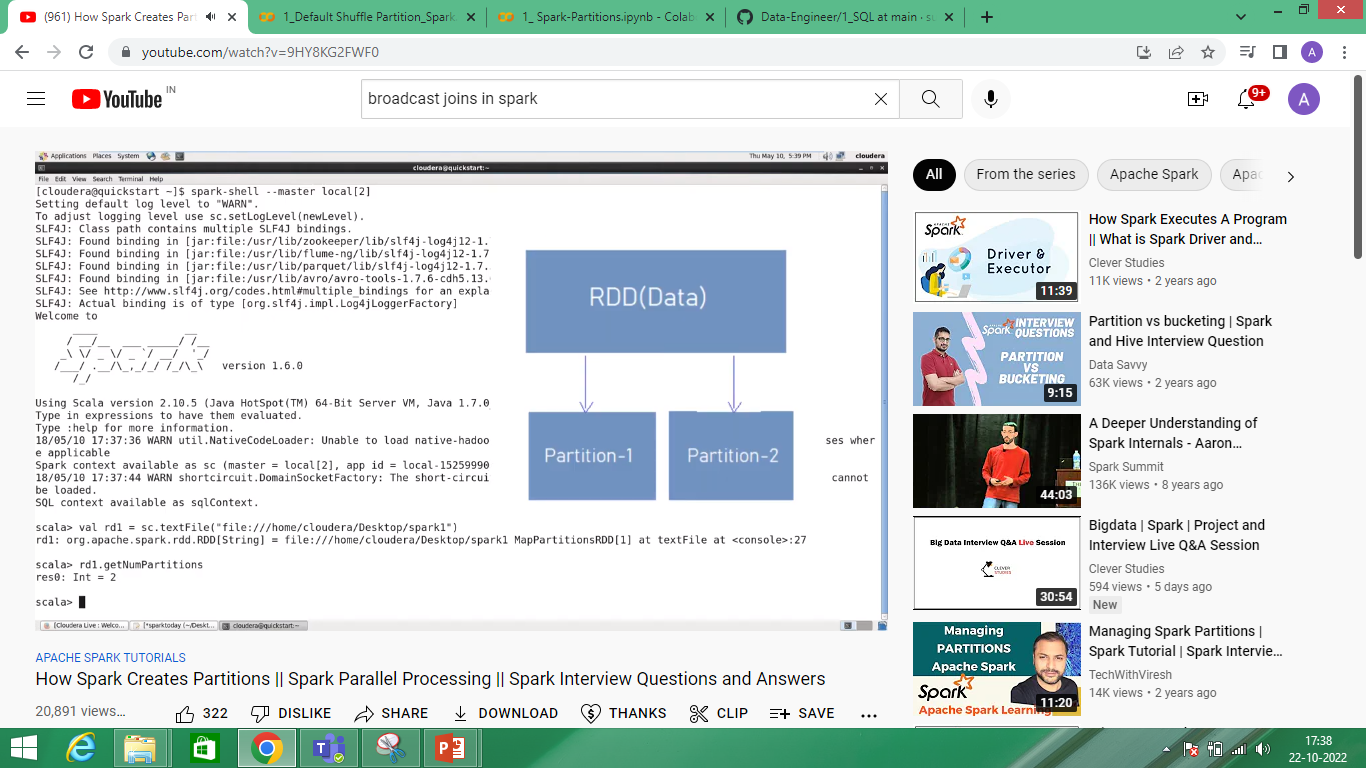 (961) How Spark Creates Part
1_Default Shuffle Partition_Spark.
1_ Spark-Partitions.ipynb - Colab
Data-Engineer/1_SQL at main · su
youtube.com/watch?v=9HY8KG2FWF0
A
YouTube IN
broadcast joins in spark
9+
A
Applications Places System
Thu May 10, 5:39 PM cloudera
cloudera@quickstart:~
File Edit View Search Terminal Help
[cloudera@quickstart ~]$ spark-shell --master local[2]
Setting default log level to "WARN".
To adjust logging level use sc.setLogLevel(newLevel).
SLF4J: Class path contains multiple SLF4J bindings.
SLF4J: Found binding in [jar:file:/usr/lib/zookeeper/lib/slf4j-log4j12-1.
SLF4J: Found binding in [jar:file:/usr/lib/flume-ng/lib/slf4j-log4j12-1.7
SLF4J: Found binding in [jar:file:/usr/lib/parquet/lib/slf4j-log4j12-1.7.
SLF4J: Found binding in [jar:file:/usr/lib/avro/avro-tools-1.7.6-cdh5.13.
SLF4J: See http://www.slf4j.org/codes.html#multiple_bindings for an expla
SLF4J: Actual binding is of type [org.slf4j.impl.Log4jLoggerFactory]
Welcome to
version 1.6.0
Using Scala version 2.10.5 (Java HotSpot(TM) 64-Bit Server VM, Java 1.7.0
Type in expressions to have them evaluated.
Type :help for more information.
18/05/10 17:37:36 WARN util.NativeCodeLoader: Unable to load native-hadoo ses wher
e applicable
Spark context available as sc (master = local[2], app id = local-15259990
18/05/10 17:37:44 WARN shortcircuit.DomainSocketFactory: The short-circui cannot
be loaded.
SQL context available as sqlContext.
scala> val rd1 = sc.textFile("file:///home/cloudera/Desktop/spark1")
rd1: org.apache.spark.rdd.RDD[String] = file:///home/cloudera/Desktop/spark1 MapPartitionsRDD[1] at textFile at <console>:27
scala> rd1.getNumPartitions
res0: Int = 2
scala>
RDD(Data)
Partition-1
Partition-2
[Cloudera Live : Welco...
[*sparktoday (~/Deskt...
cloudera@quickstart:~
APACHE SPARK TUTORIALS
How Spark Creates Partitions || Spark Parallel Processing || Spark Interview Questions and Answers
20,891 views...
322
DISLIKE
SHARE
DOWNLOAD
THANKS
CLIP
SAVE
All
From the series
Apache Spark
Apac
APACHE
Spark
Driver &
Executor
11:39
How Spark Executes A Program
|| What is Spark Driver and...
Clever Studies
11K views • 2 years ago
Spark INTERVIEW
QUESTIONS
PARTITION
VS
BUCKETING
9:15
Partition vs bucketing | Spark
and Hive Interview Question
Data Savvy
63K views • 2 years ago
44:03
A Deeper Understanding of
Spark Internals - Aaron...
Spark Summit
136K views • 8 years ago
Big Data Interview Q&A Live Session
CLEVER
STUDIES
30:54
Bigdata | Spark | Project and
Interview Live Q&A Session
Clever Studies
594 views • 5 days ago
New
Managing
PARTITIONS
Apache Spark
Spark
Apache Spark Learning
11:20
Managing Spark Partitions |
Spark Tutorial | Spark Intervie...
TechWithViresh
14K views • 2 years ago
17:38
22-10-2022